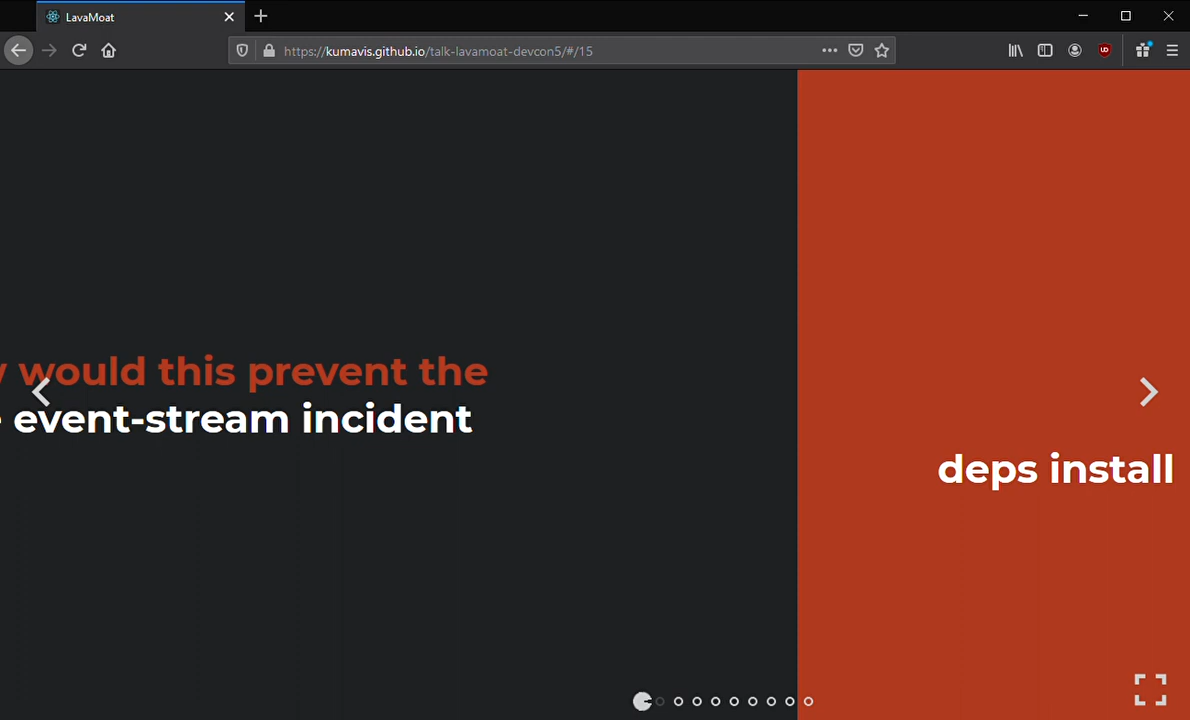 LavaMoat
https://kumavis.github.io/talk-lavamoat-devcon5/#/15
would this prevent the
event-stream incident
deps install